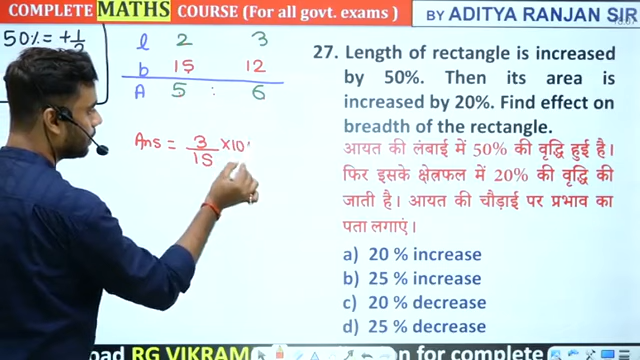 COMPLETE MATHS COURSE (For all govt. exams)
BY ADITYA RANJAN SIR
50% = +1/2
l 2 3
b 15 12
A 5 : 6
Ans = 3/15 ×10
27. Length of rectangle is increased
by 50%. Then its area is
increased by 20%. Find effect on
breadth of the rectangle.
आयत की लंबाई में 50% की वृद्धि हुई है।
फिर इसके क्षेत्रफल में 20% की वृद्धि की
जाती है। आयत की चौड़ाई पर प्रभाव का
पता लगाएं।
a) 20 % increase
b) 25 % increase
c) 20 % decrease
d) 25 % decrease
RG VIKRAM
for complete